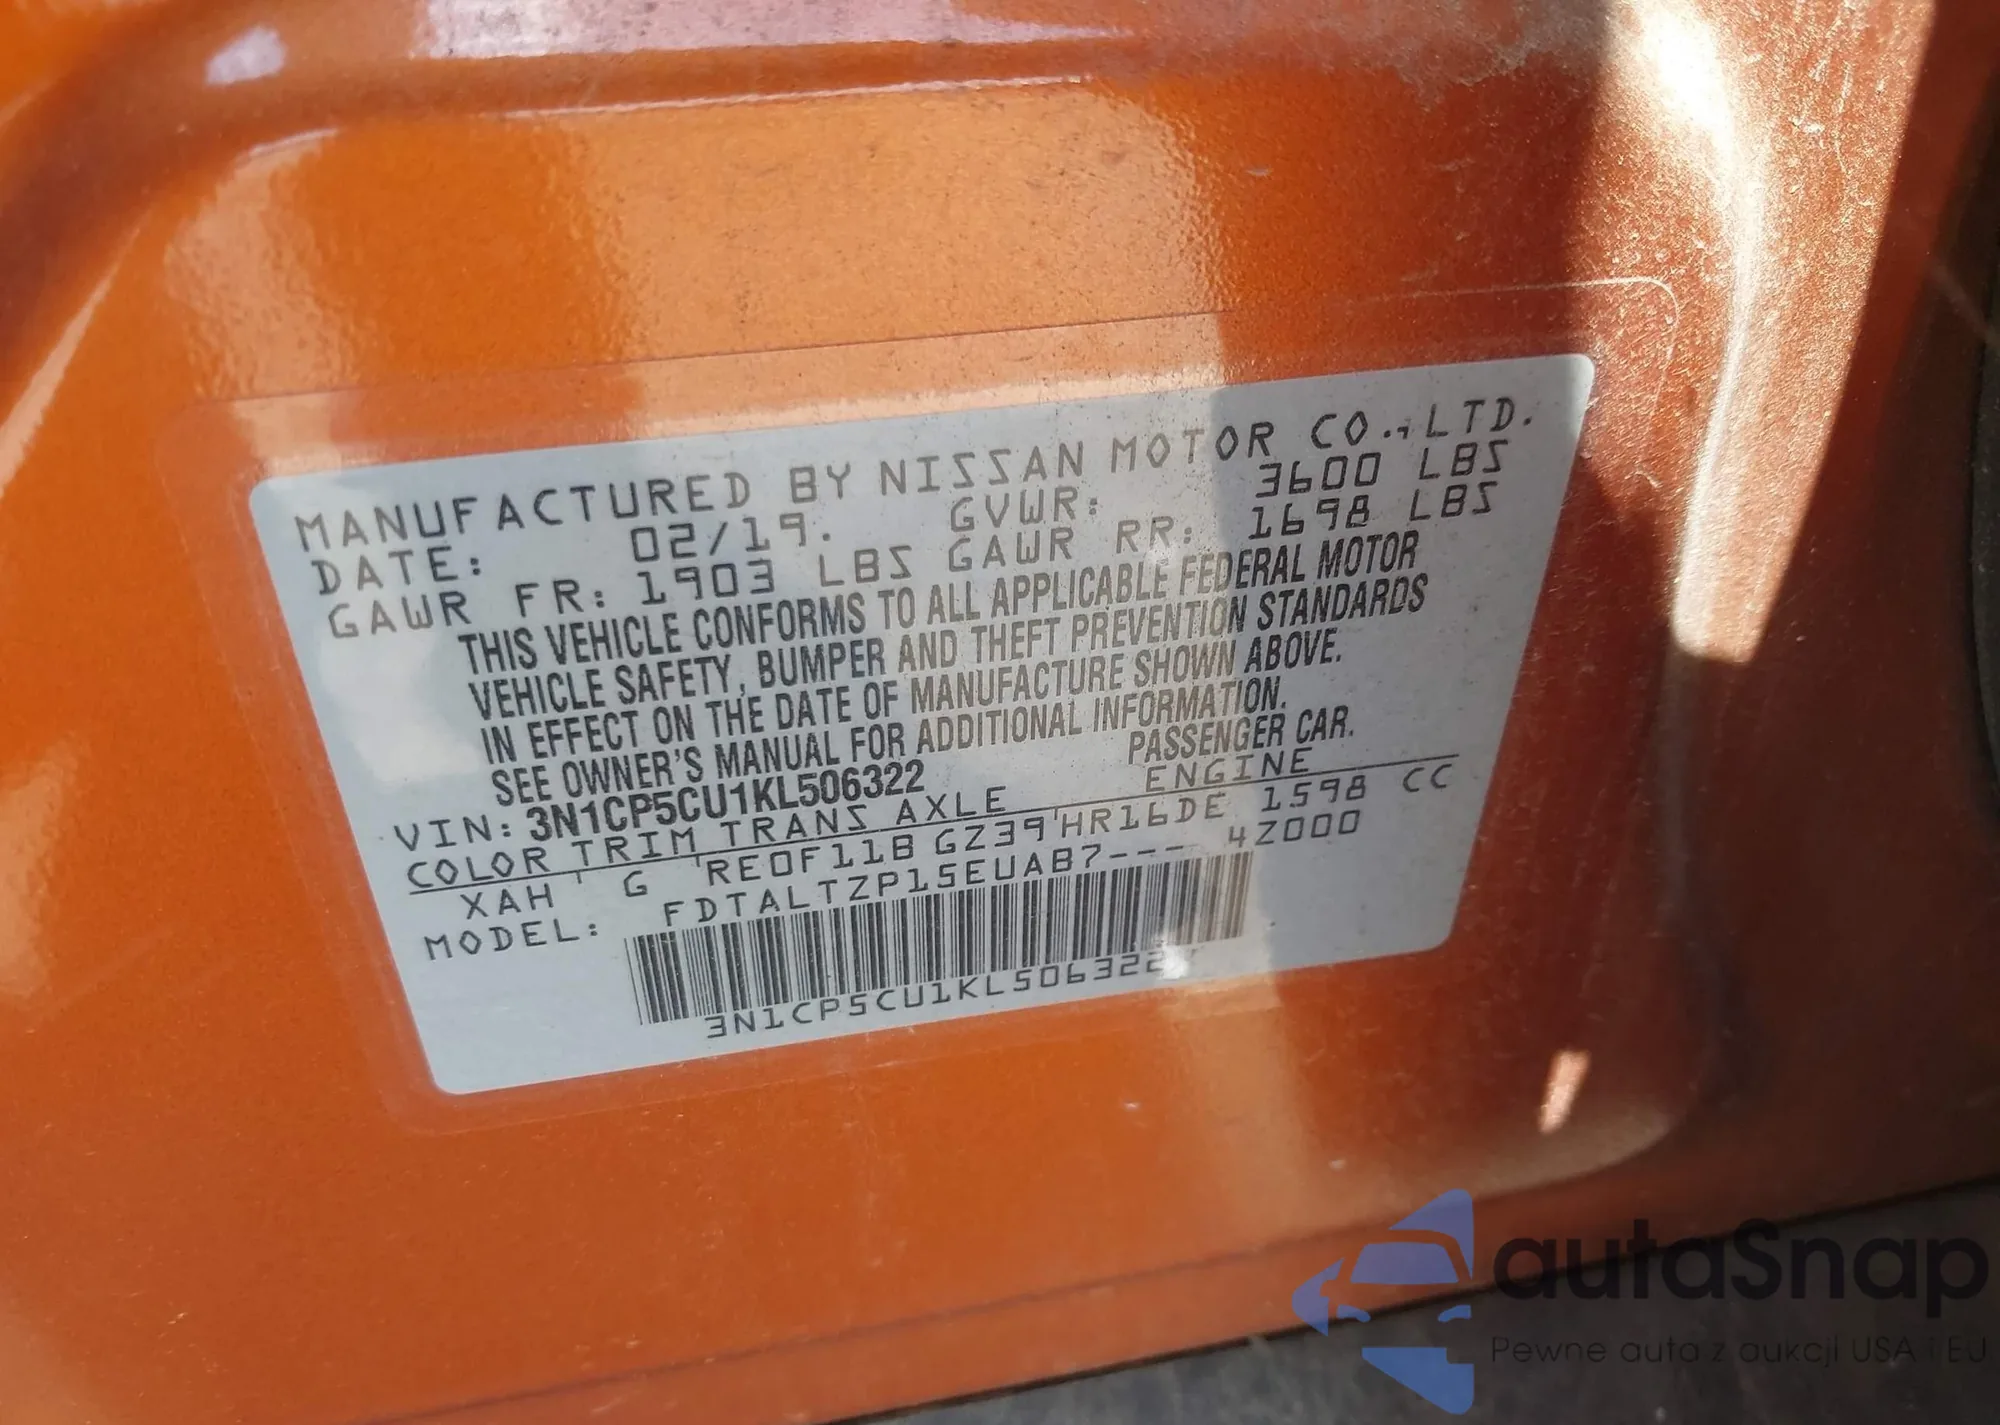 MANUFACTURED BY NISSAN MOTOR CO., LTD.
DATE: 02/19. GVWR: 3600 LBS
GAWR FR: 1903 LBS GAWR RR: 1698 LBS
THIS VEHICLE CONFORMS TO ALL APPLICABLE FEDERAL MOTOR
VEHICLE SAFETY, BUMPER AND THEFT PREVENTION STANDARDS
IN EFFECT ON THE DATE OF MANUFACTURE SHOWN ABOVE.
SEE OWNER'S MANUAL FOR ADDITIONAL INFORMATION.
VIN: 3N1CP5CU1KL506322 PASSENGER CAR.
COLOR TRIM TRANS AXLE ENGINE
XAH G RE0F11B GZ39 HR16DE 1598 CC
MODEL: FDTALTZP15EUAB7--- 4Z000
3N1CP5CU1KL506322
autaSnap
Pewne auta z aukcji USA i EU